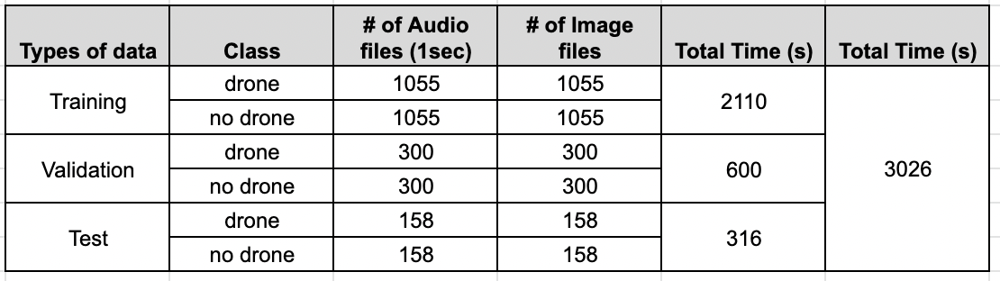 Types of data Class # of Audio files (1sec) # of Image files Total Time (s) Total Time (s)
Training drone 1055 1055 2110 3026
no drone 1055 1055
Validation drone 300 300 600
no drone 300 300
Test drone 158 158 316
no drone 158 158